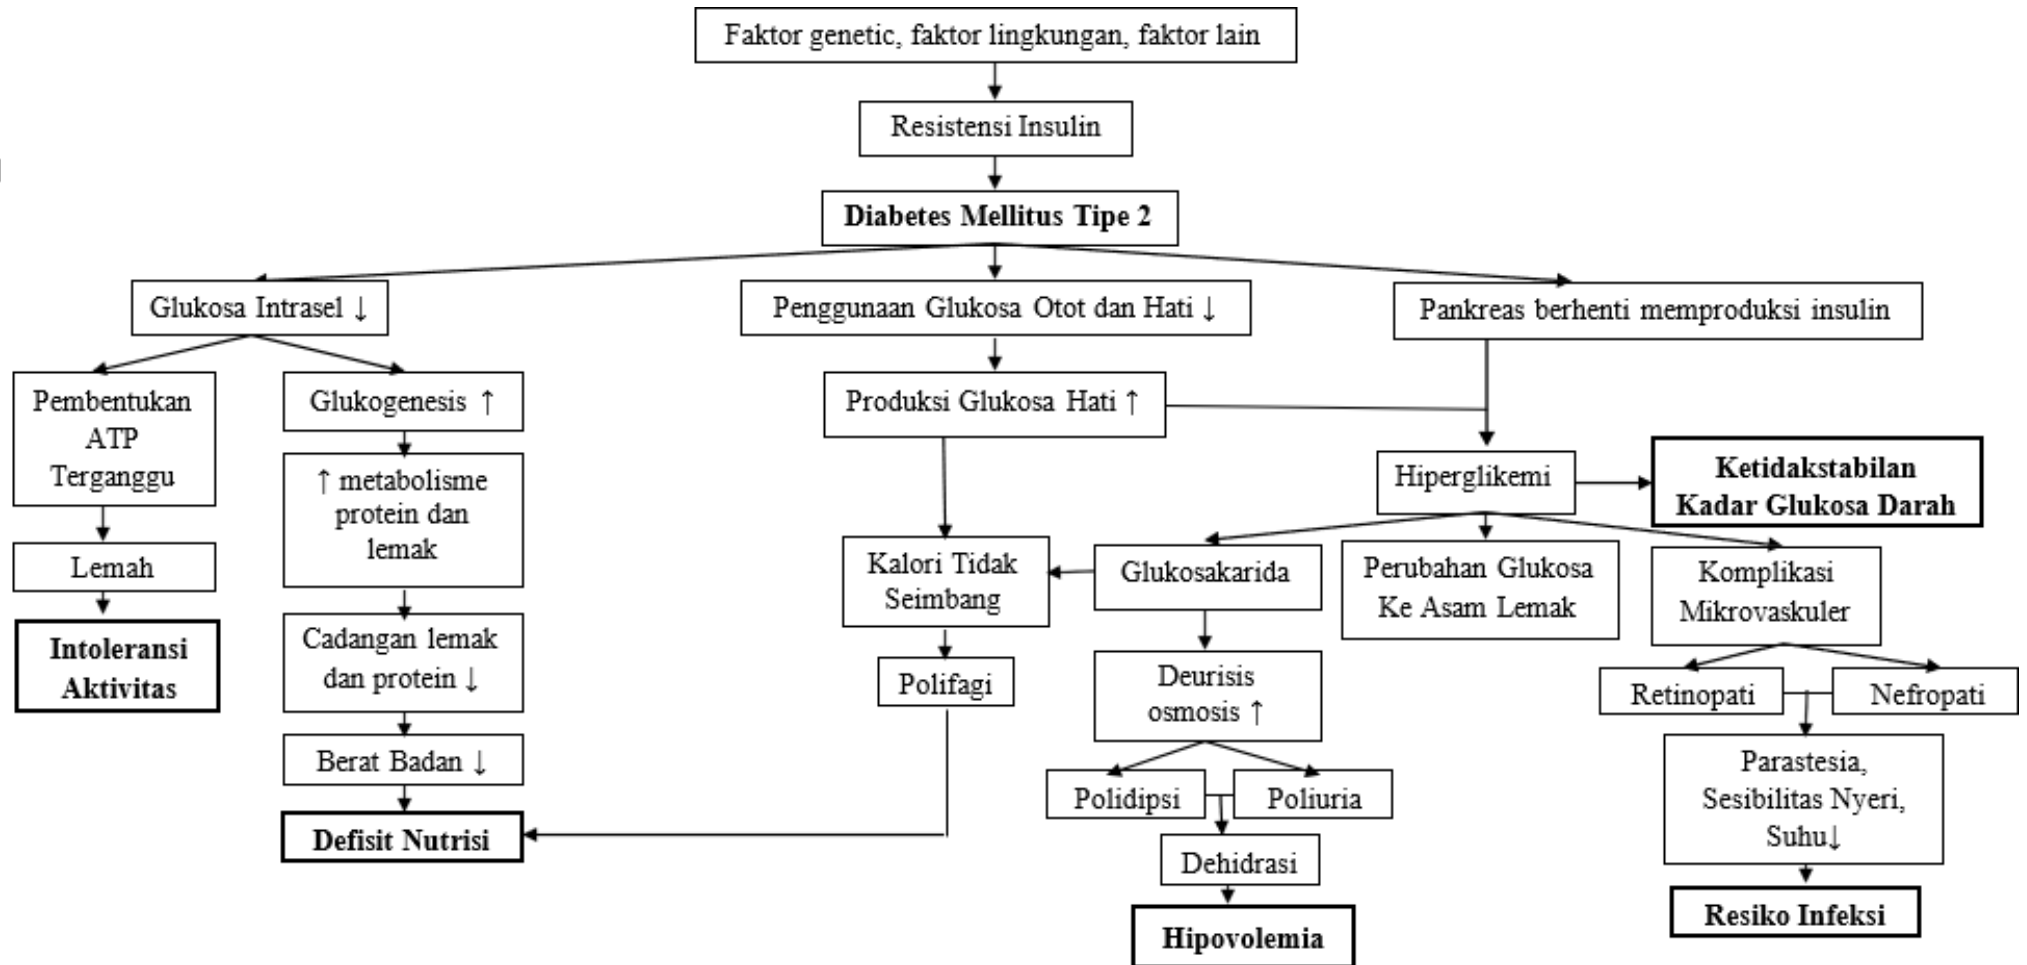 Faktor genetic, faktor lingkungan, faktor lain
Resistensi Insulin
Diabetes Mellitus Tipe 2
Glukosa Intrasel ↓
Penggunaan Glukosa Otot dan Hati ↓
Pankreas berhenti memproduksi insulin
Pembentukan
ATP
Terganggu
Glukogenesis ↑
Produksi Glukosa Hati ↑
↑ metabolisme
protein dan
lemak
Hiperglikemi
Ketidakstabilan
Kadar Glukosa Darah
Lemah
Kalori Tidak
Seimbang
Glukosakarida
Perubahan Glukosa
Ke Asam Lemak
Komplikasi
Mikrovaskuler
Intoleransi
Aktivitas
Cadangan lemak
dan protein ↓
Polifagi
Deurisis
osmosis ↑
Retinopati
Nefropati
Berat Badan ↓
Polidipsi
Poliuria
Parastesia,
Sesibilitas Nyeri,
Suhu↓
Defisit Nutrisi
Dehidrasi
Resiko Infeksi
Hipovolemia